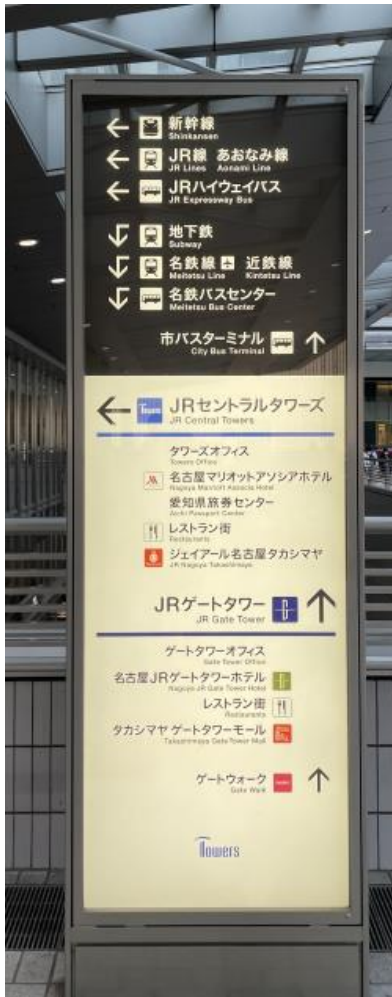 新幹線
Shinkansen
JR線 あおなみ線
JR Lines Aonami Line
JRハイウェイバス
JR Expressway Bus
地下鉄
Subway
名鉄線 近鉄線
Meitetsu Line Kintetsu Line
名鉄バスセンター
Meitetsu Bus Center
市バスターミナル
City Bus Terminal
Towers JRセントラルタワーズ
JR Central Towers
タワーズオフィス
Towers Office
名古屋マリオットアソシアホテル
Nagoya Marriott Associa Hotel
愛知県旅券センター
Aichi Passport Center
レストラン街
Restaurants
ジェイアール名古屋タカシマヤ
JR Nagoya Takashimaya
JRゲートタワー
JR Gate Tower
ゲートタワーオフィス
Gate Tower Office
名古屋JRゲートタワーホテル
Nagoya JR Gate Tower Hotel
レストラン街
Restaurants
タカシマヤ ゲートタワーモール
Takashimaya Gate Tower Mall
ゲートウォーク
Gate Walk
Towers